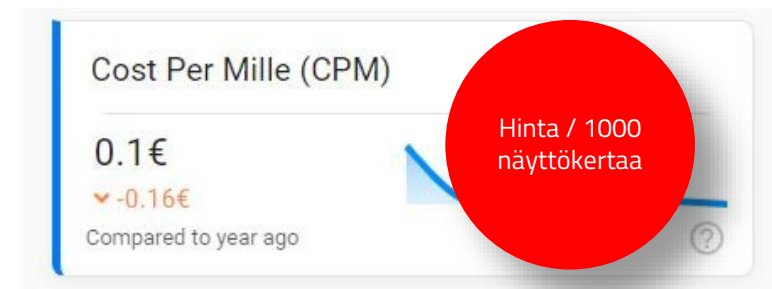 Cost Per Mille (CPM)
Hinta / 1000
näyttökertaa
0.1€
-0.16€
Compared to year ago
?